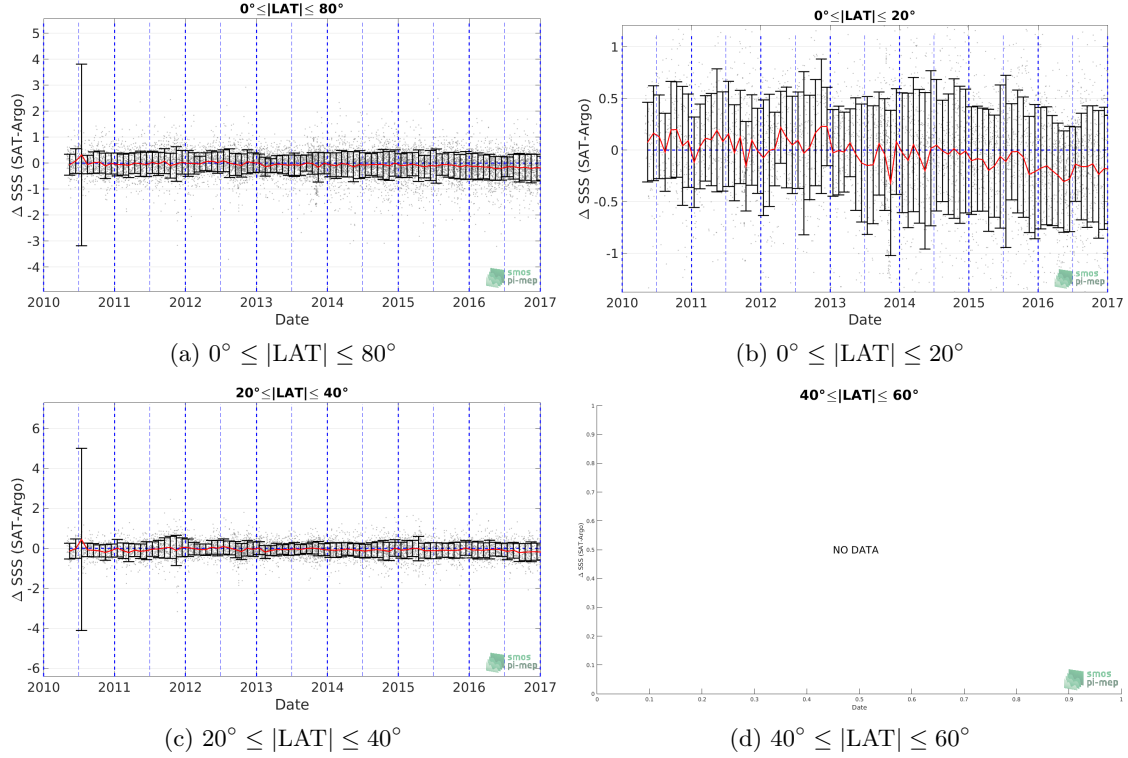 0°≤|LAT|≤ 80°
Δ SSS (SAT-Argo)
5
4
3
2
1
0
-1
-2
-3
-4
2010 2011 2012 2013 2014 2015 2016 2017
Date
smos
pi-mep
(a) 0° ≤ |LAT| ≤ 80°
0°≤|LAT|≤ 20°
Δ SSS (SAT-Argo)
1
0.5
0
-0.5
-1
2010 2011 2012 2013 2014 2015 2016 2017
Date
smos
pi-mep
(b) 0° ≤ |LAT| ≤ 20°
20°≤|LAT|≤ 40°
Δ SSS (SAT-Argo)
6
4
2
0
-2
-4
-6
2010 2011 2012 2013 2014 2015 2016 2017
Date
smos
pi-mep
(c) 20° ≤ |LAT| ≤ 40°
40°≤|LAT|≤ 60°
Δ SSS (SAT-Argo)
1
0.9
0.8
0.7
0.6
0.5
0.4
0.3
0.2
0.1
0
NO DATA
0 0.1 0.2 0.3 0.4 0.5 0.6 0.7 0.8 0.9 1
Date
smos
pi-mep
(d) 40° ≤ |LAT| ≤ 60°